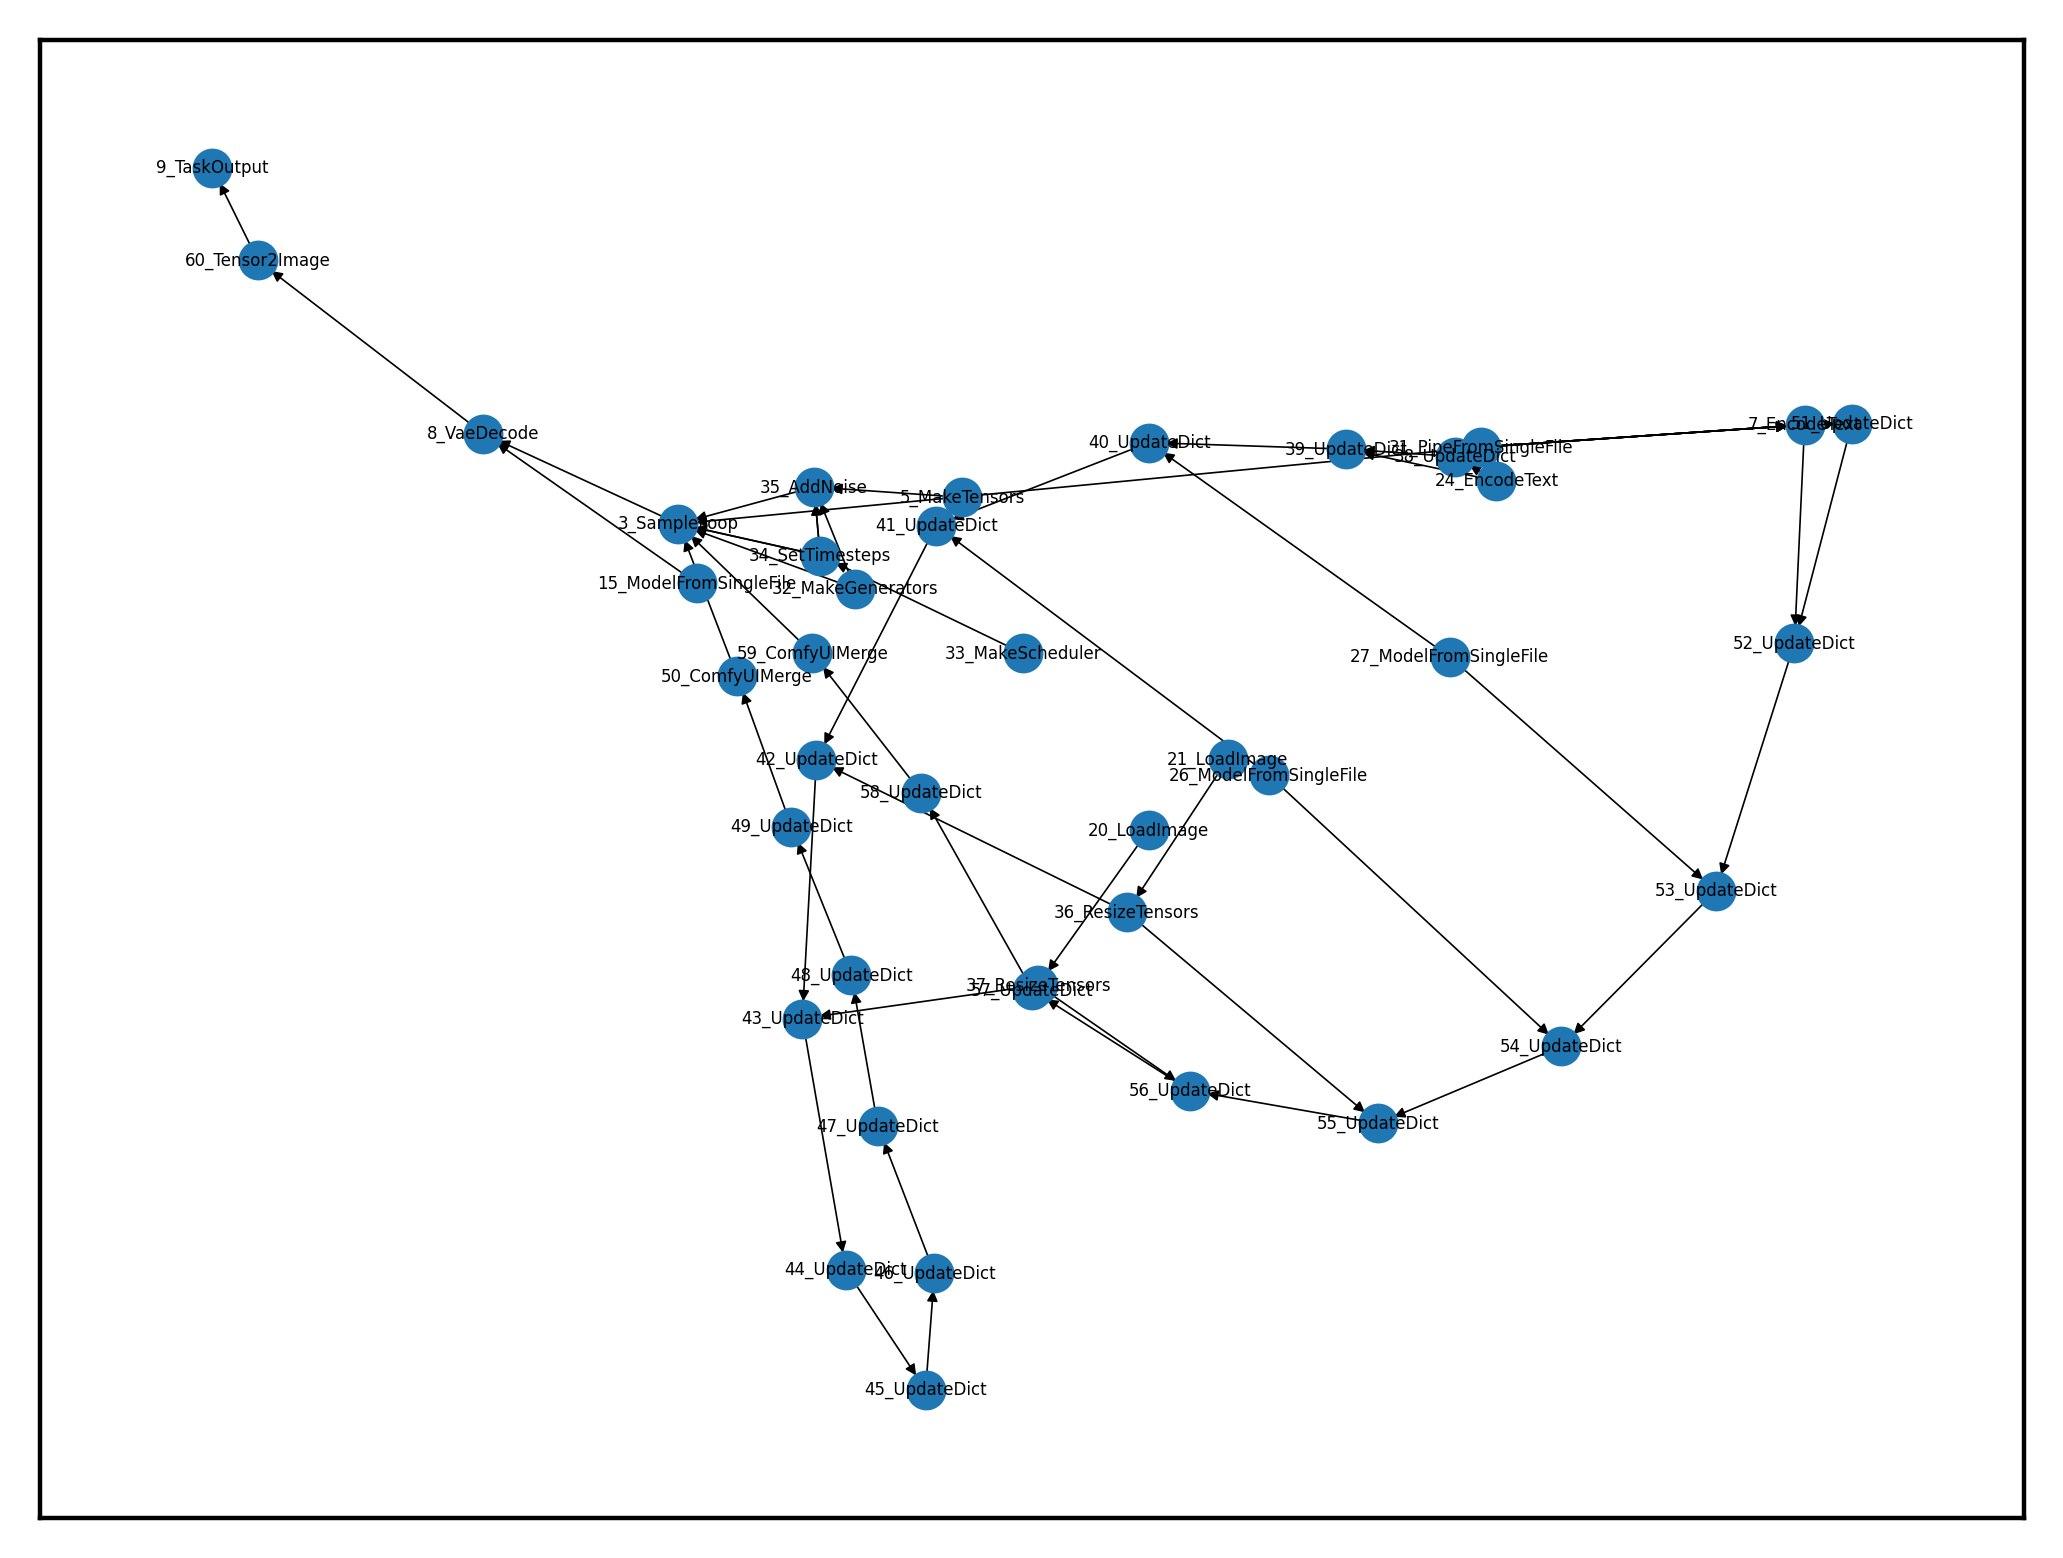 9_TaskOutput
60_Tensor2Image
8_VaeDecode
40_UpdateDict
39_UpdateDict
31_PipeFromSingleFile
38_UpdateDict
24_EncodeText
7_EncodeText
51_UpdateDict
35_AddNoise
5_MakeTensors
3_SampleLoop
41_UpdateDict
34_SetTimesteps
15_ModelFromSingleFile
32_MakeGenerators
59_ComfyUIMerge
33_MakeScheduler
50_ComfyUIMerge
27_ModelFromSingleFile
52_UpdateDict
42_UpdateDict
21_LoadImage
26_ModelFromSingleFile
58_UpdateDict
49_UpdateDict
20_LoadImage
53_UpdateDict
36_ResizeTensors
48_UpdateDict
37_ResizeTensors
57_UpdateDict
43_UpdateDict
54_UpdateDict
56_UpdateDict
55_UpdateDict
47_UpdateDict
44_UpdateDict
46_UpdateDict
45_UpdateDict